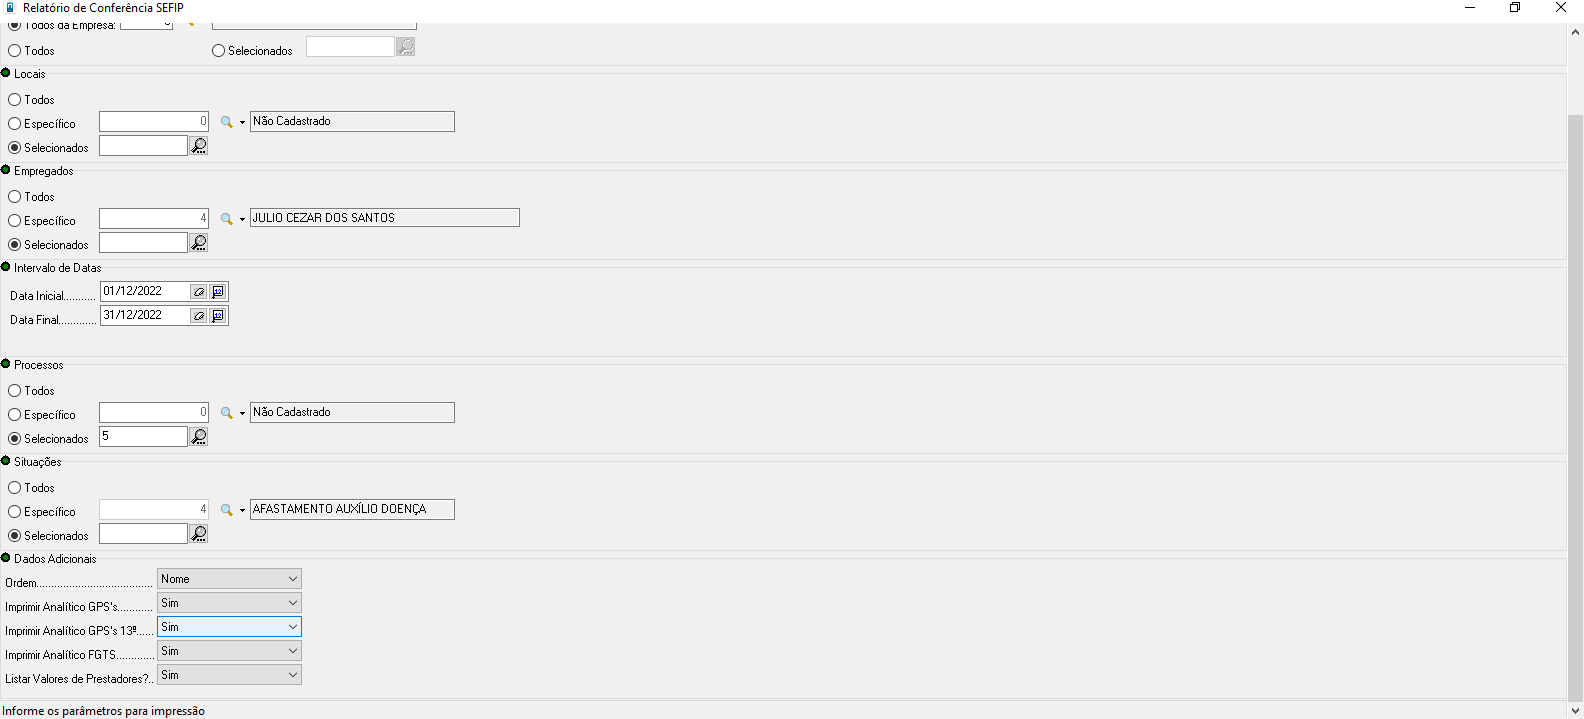 Relatório de Conferência SEFIP
Todos da Empresa:
Todos Selecionados
Locais
Todos
Específico 0 Não Cadastrado
Selecionados
Empregados
Todos
Específico 4 JULIO CEZAR DOS SANTOS
Selecionados
Intervalo de Datas
Data Inicial........... 01/12/2022
Data Final............. 31/12/2022
Processos
Todos
Específico 0 Não Cadastrado
Selecionados 5
Situações
Todos
Específico 4 AFASTAMENTO AUXÍLIO DOENÇA
Selecionados
Dados Adicionais
Ordem....................................... Nome
Imprimir Analítico GPS's............ Sim
Imprimir Analítico GPS's 13º...... Sim
Imprimir Analítico FGTS............. Sim
Listar Valores de Prestadores?.. Sim
Informe os parâmetros para impressão